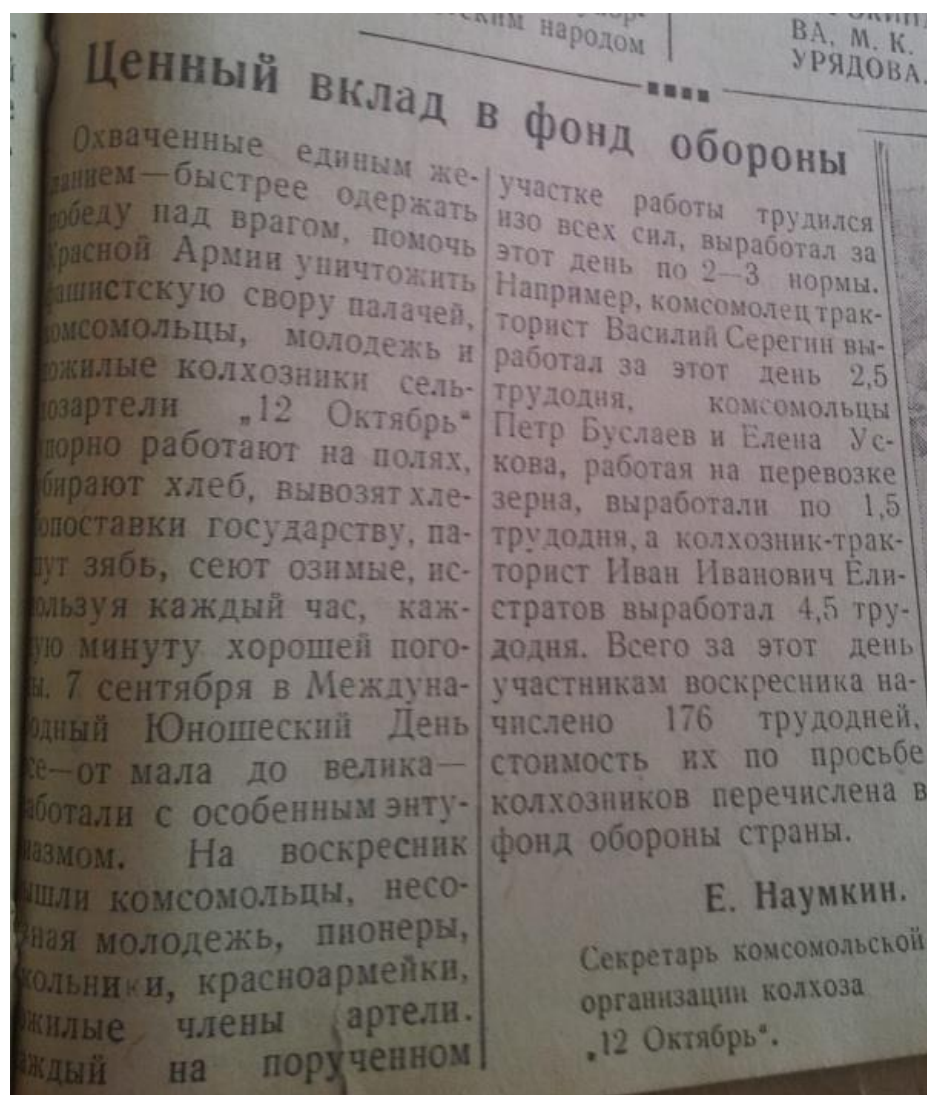 народом
ВА, М. К.
УРЯДОВА.
Ценный вклад в фонд обороны
Охваченные единым же-
ланием—быстрее одержать
победу над врагом, помочь
Красной Армии уничтожить
фашистскую свору палачей,
комсомольцы, молодежь и
пожилые колхозники сель-
хозартели „12 Октябрь“
упорно работают на полях,
убирают хлеб, вывозят хле-
бопоставки государству, па-
шут зябь, сеют озимые, ис-
пользуя каждый час, каж-
дую минуту хорошей пого-
ды. 7 сентября в Междуна-
родный Юношеский День
все—от мала до велика—
работали с особенным энту-
зиазмом. На воскресник
вышли комсомольцы, несо-
юзная молодежь, пионеры,
школьники, красноармейки,
пожилые члены артели.
Каждый на порученном
участке работы трудился
изо всех сил, выработал за
этот день по 2—3 нормы.
Например, комсомолец трак-
торист Василий Серегин вы-
работал за этот день 2,5
трудодня, комсомольцы
Петр Буслаев и Елена Ус-
кова, работая на перевозке
зерна, выработали по 1,5
трудодня, а колхозник-трак-
торист Иван Иванович Ели-
стратов выработал 4,5 тру-
додня. Всего за этот день
участникам воскресника на-
числено 176 трудодней,
стоимость их по просьбе
колхозников перечислена в
фонд обороны страны.
Е. Наумкин.
Секретарь комсомольской
организации колхоза
„12 Октябрь“.